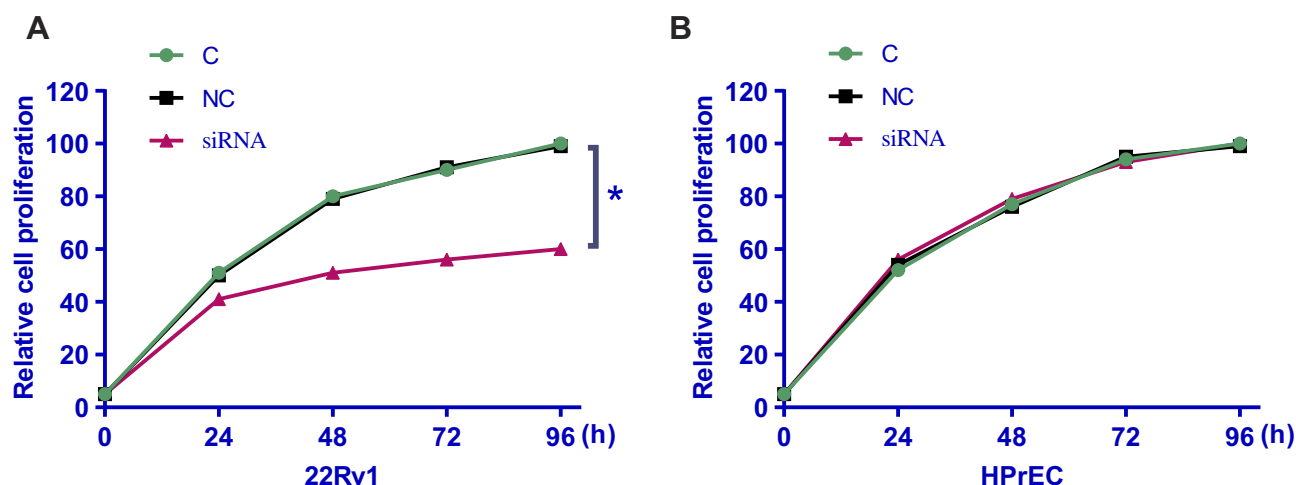 A
C
NC
siRNA
Relative cell proliferation
120
100
80
60
40
20
0
*
0 24 48 72 96 (h)
22Rv1
B
C
NC
siRNA
Relative cell proliferation
120
100
80
60
40
20
0
0 24 48 72 96 (h)
HPrEC